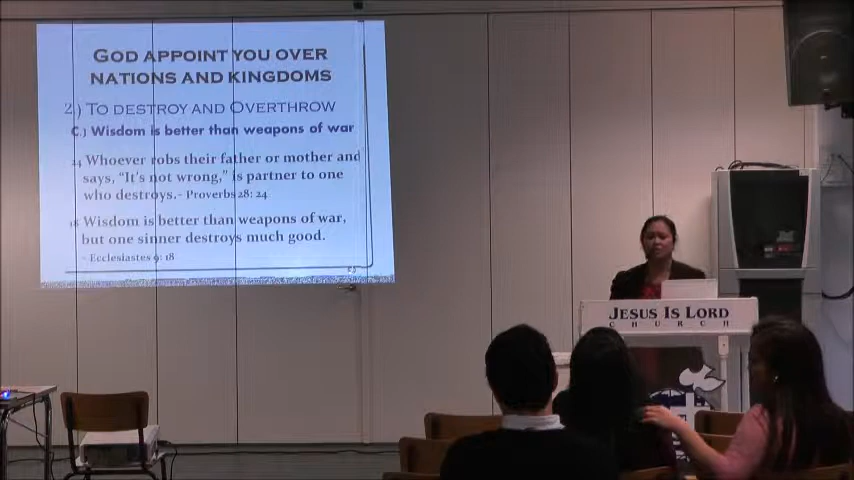 GOD APPOINT YOU OVER
NATIONS AND KINGDOMS
2.) TO DESTROY AND OVERTHROW
C.) Wisdom is better than weapons of war
24 Whoever robs their father or mother and
says, “It’s not wrong,” is partner to one
who destroys.- Proverbs 28: 24
18 Wisdom is better than weapons of war,
but one sinner destroys much good.
- Ecclesiastes 9: 18
25
JESUS IS LORD
CHURCH